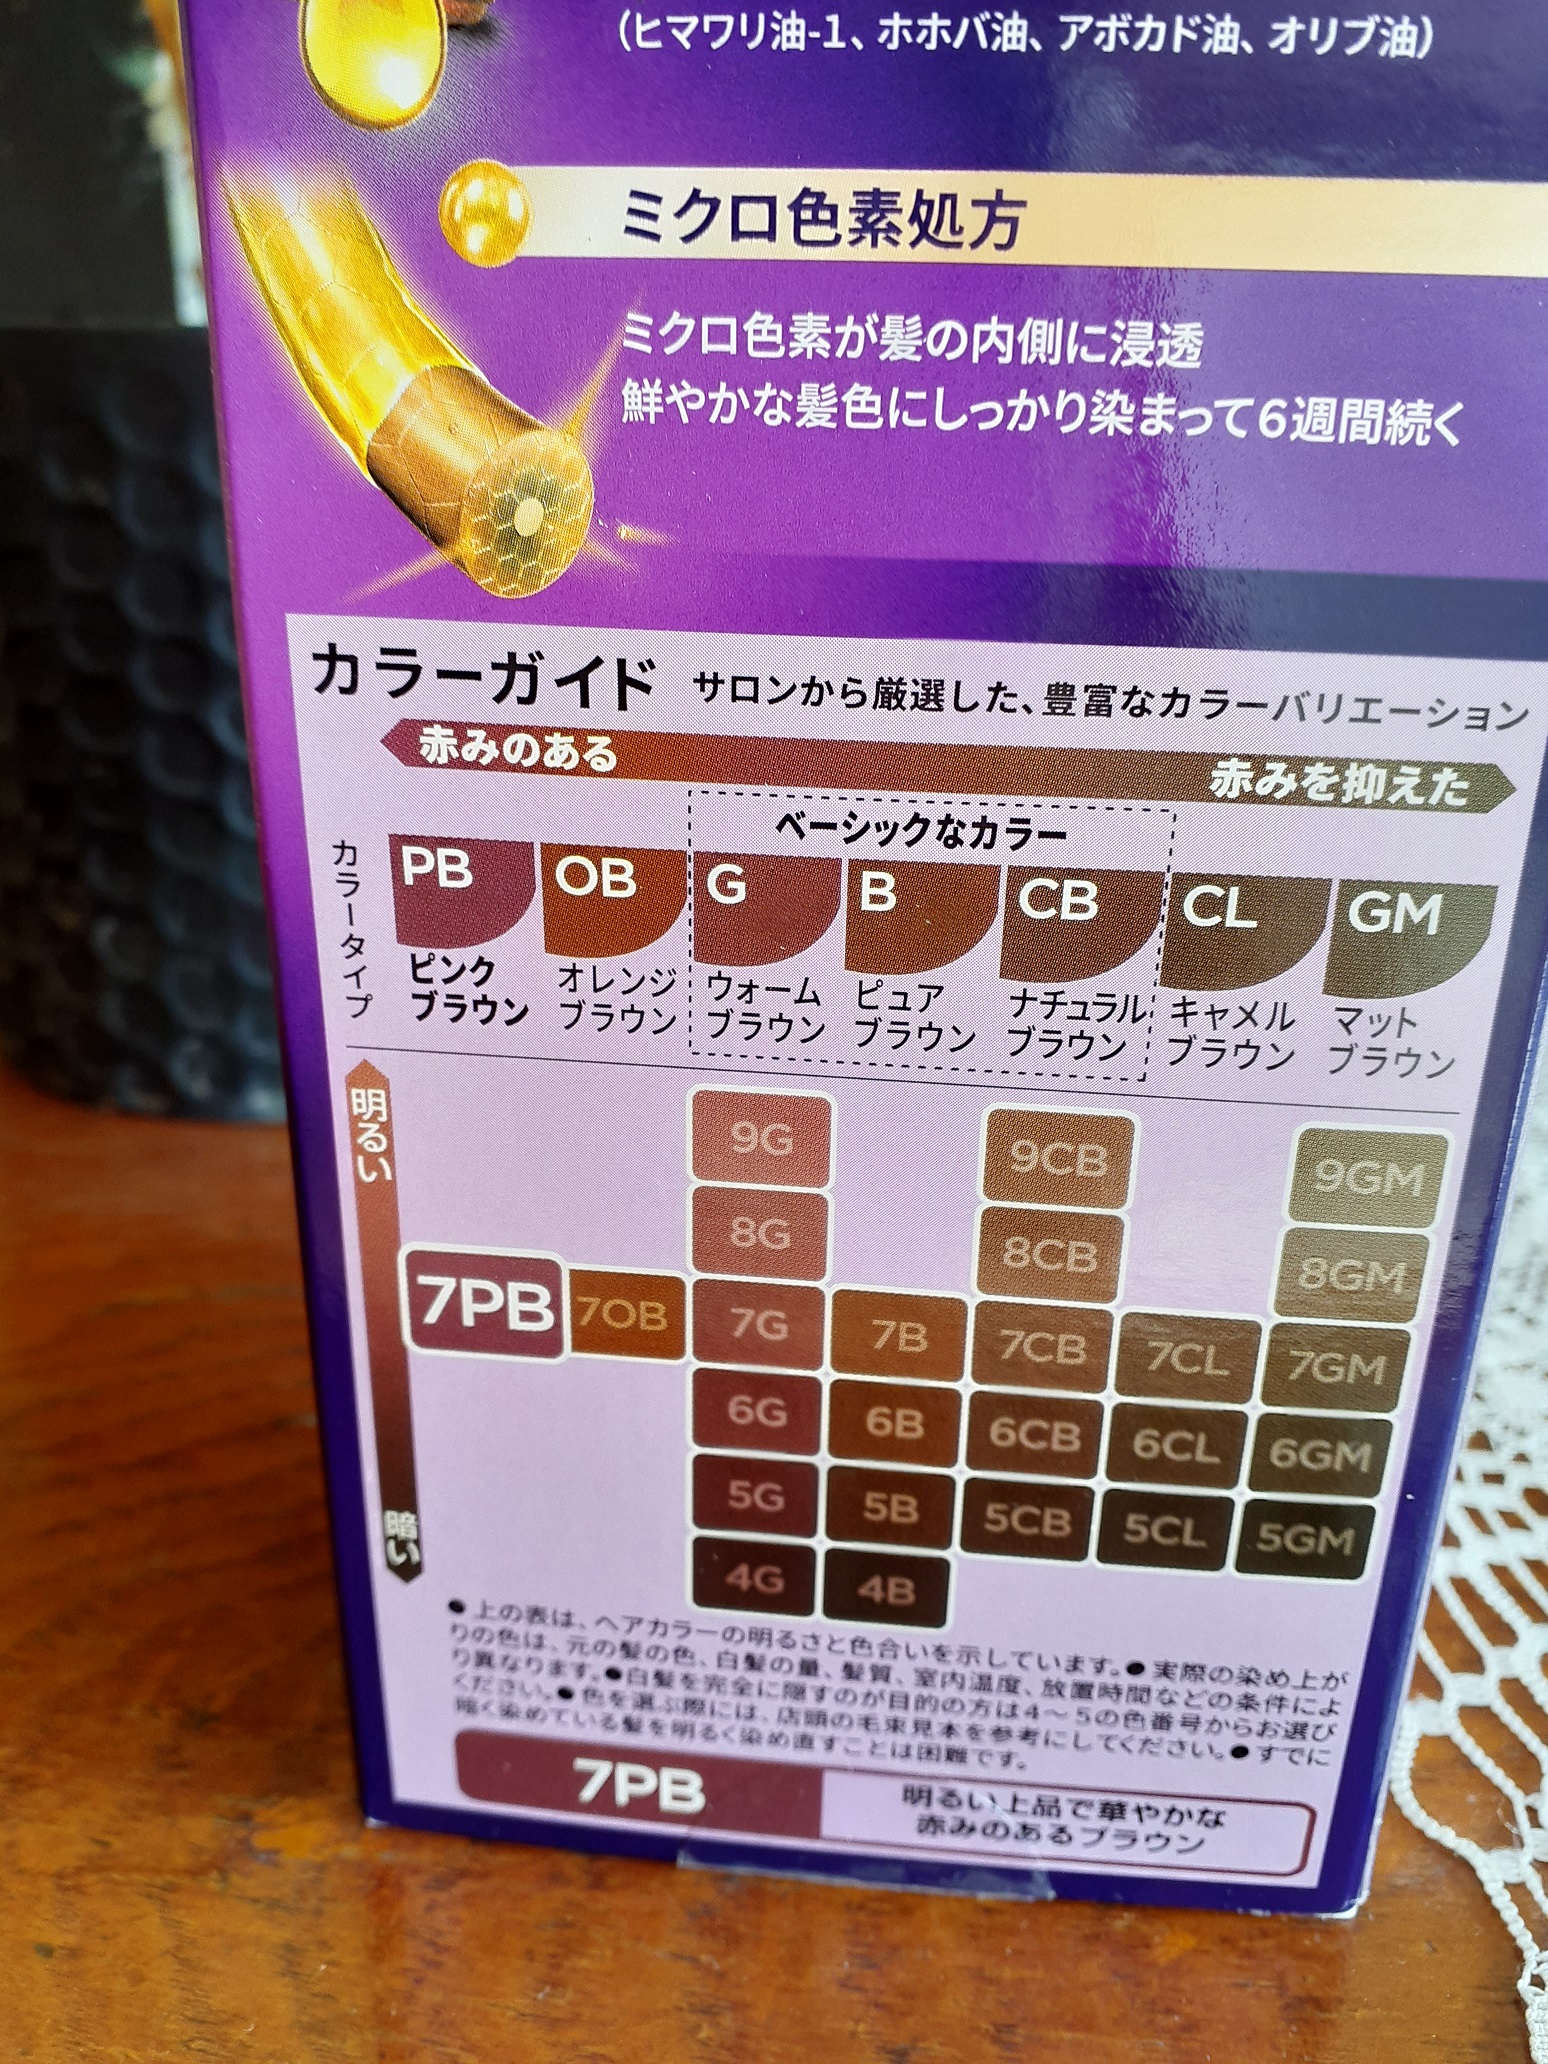 (ヒマワリ油-1、ホホバ油、アボカド油、オリブ油)
ミクロ色素処方
ミクロ色素が髪の内側に浸透
鮮やかな髪色にしっかり染まって6週間続く
カラーガイド サロンから厳選した、豊富なカラーバリエーション
赤みのある 赤みを抑えた
ベーシックなカラー
カラータイプ
PB OB G B CB CL GM
ピンク オレンジ ウォーム ピュア ナチュラル キャメル マット
ブラウン ブラウン ブラウン ブラウン ブラウン ブラウン ブラウン
明るい
9G 9CB 9GM
8G 8CB 8GM
7PB 7OB 7G 7B 7CB 7CL 7GM
6G 6B 6CB 6CL 6GM
5G 5B 5CB 5CL 5GM
暗い
4G 4B
●上の表は、ヘアカラーの明るさと色合いを示しています。●実際の染め上が
りの色は、元の髪の色、白髪の量、髪質、室内温度、放置時間などの条件によ
り異なります。●白髪を完全に隠すのが目的の方は4〜5の色番号からお選び
ください。●色を選ぶ際には、店頭の毛束見本を参考にしてください。●すでに
暗く染めている髪を明るく染め直すことは困難です。
7PB
明るい上品で華やかな
赤みのあるブラウン